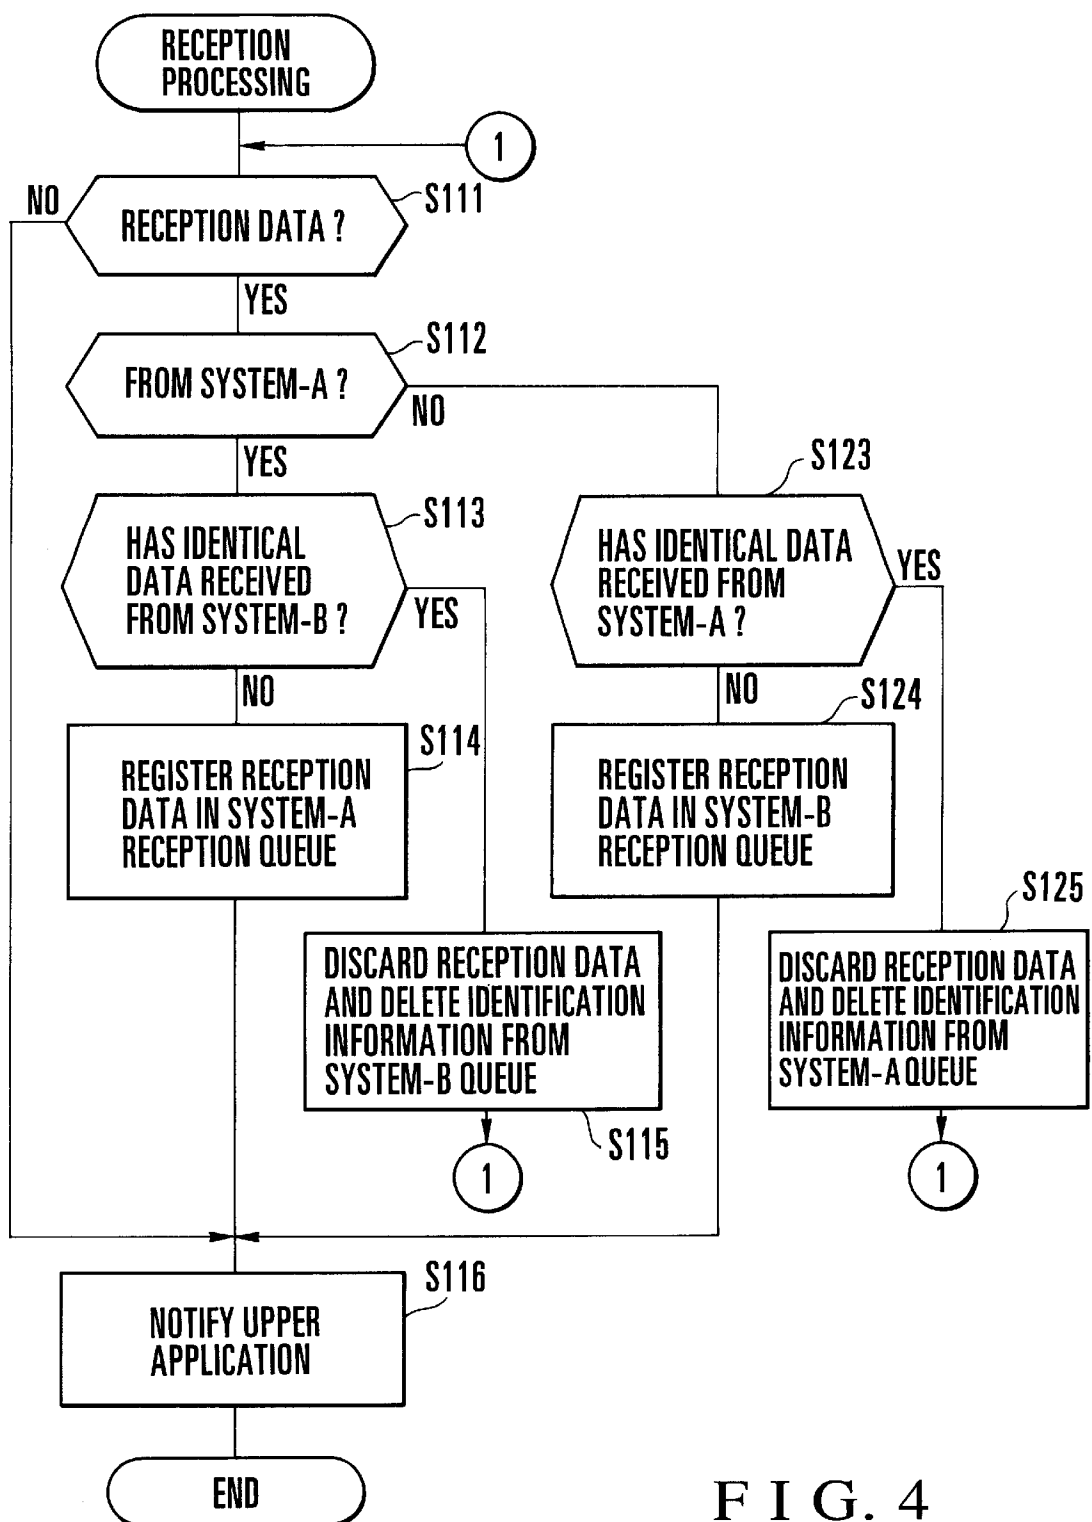 RECEPTION
PROCESSING
1
NO
S111
RECEPTION DATA ?
YES
S112
FROM SYSTEM-A ?
NO
YES
S123
S113
HAS IDENTICAL
DATA RECEIVED
FROM SYSTEM-B ?
YES
HAS IDENTICAL DATA
RECEIVED FROM
SYSTEM-A ?
YES
NO
NO
S114
S124
REGISTER RECEPTION
DATA IN SYSTEM-A
RECEPTION QUEUE
REGISTER RECEPTION
DATA IN SYSTEM-B
RECEPTION QUEUE
S125
DISCARD RECEPTION DATA
AND DELETE IDENTIFICATION
INFORMATION FROM
SYSTEM-B QUEUE
DISCARD RECEPTION DATA
AND DELETE IDENTIFICATION
INFORMATION FROM
SYSTEM-A QUEUE
S115
1
1
S116
NOTIFY UPPER
APPLICATION
END
FIG. 4